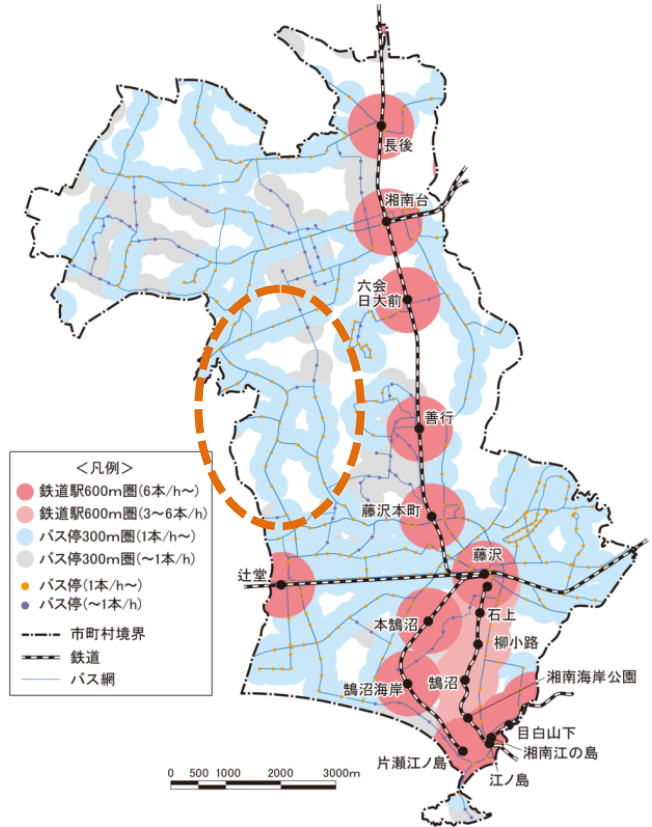 長後
湘南台
六会
日大前
善行
藤沢本町
藤沢
辻堂
石上
本鵠沼
柳小路
鵠沼
湘南海岸公園
鵠沼海岸
目白山下
湘南江の島
片瀬江ノ島
江ノ島
<凡例>
鉄道駅600m圏(6本/h~)
鉄道駅600m圏(3~6本/h)
バス停300m圏(1本/h~)
バス停300m圏(~1本/h)
バス停(1本/h~)
バス停(~1本/h)
市町村境界
鉄道
バス網
0 500 1000 2000 3000m